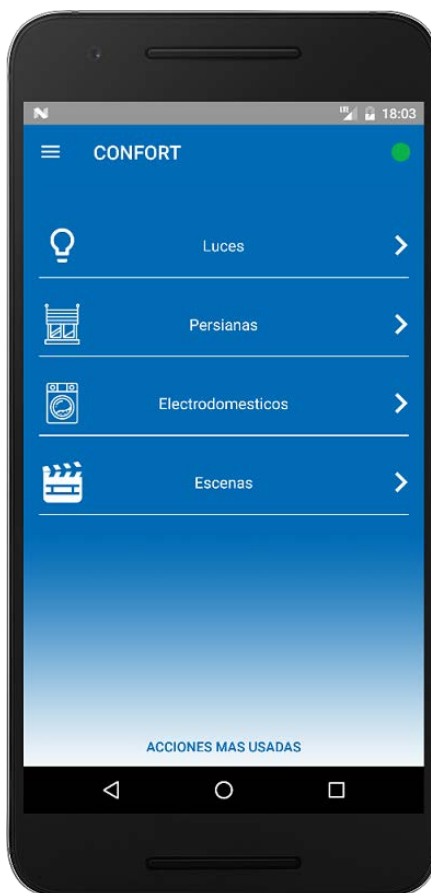 18:03
CONFORT
Luces
Persianas
Electrodomesticos
Escenas
ACCIONES MAS USADAS